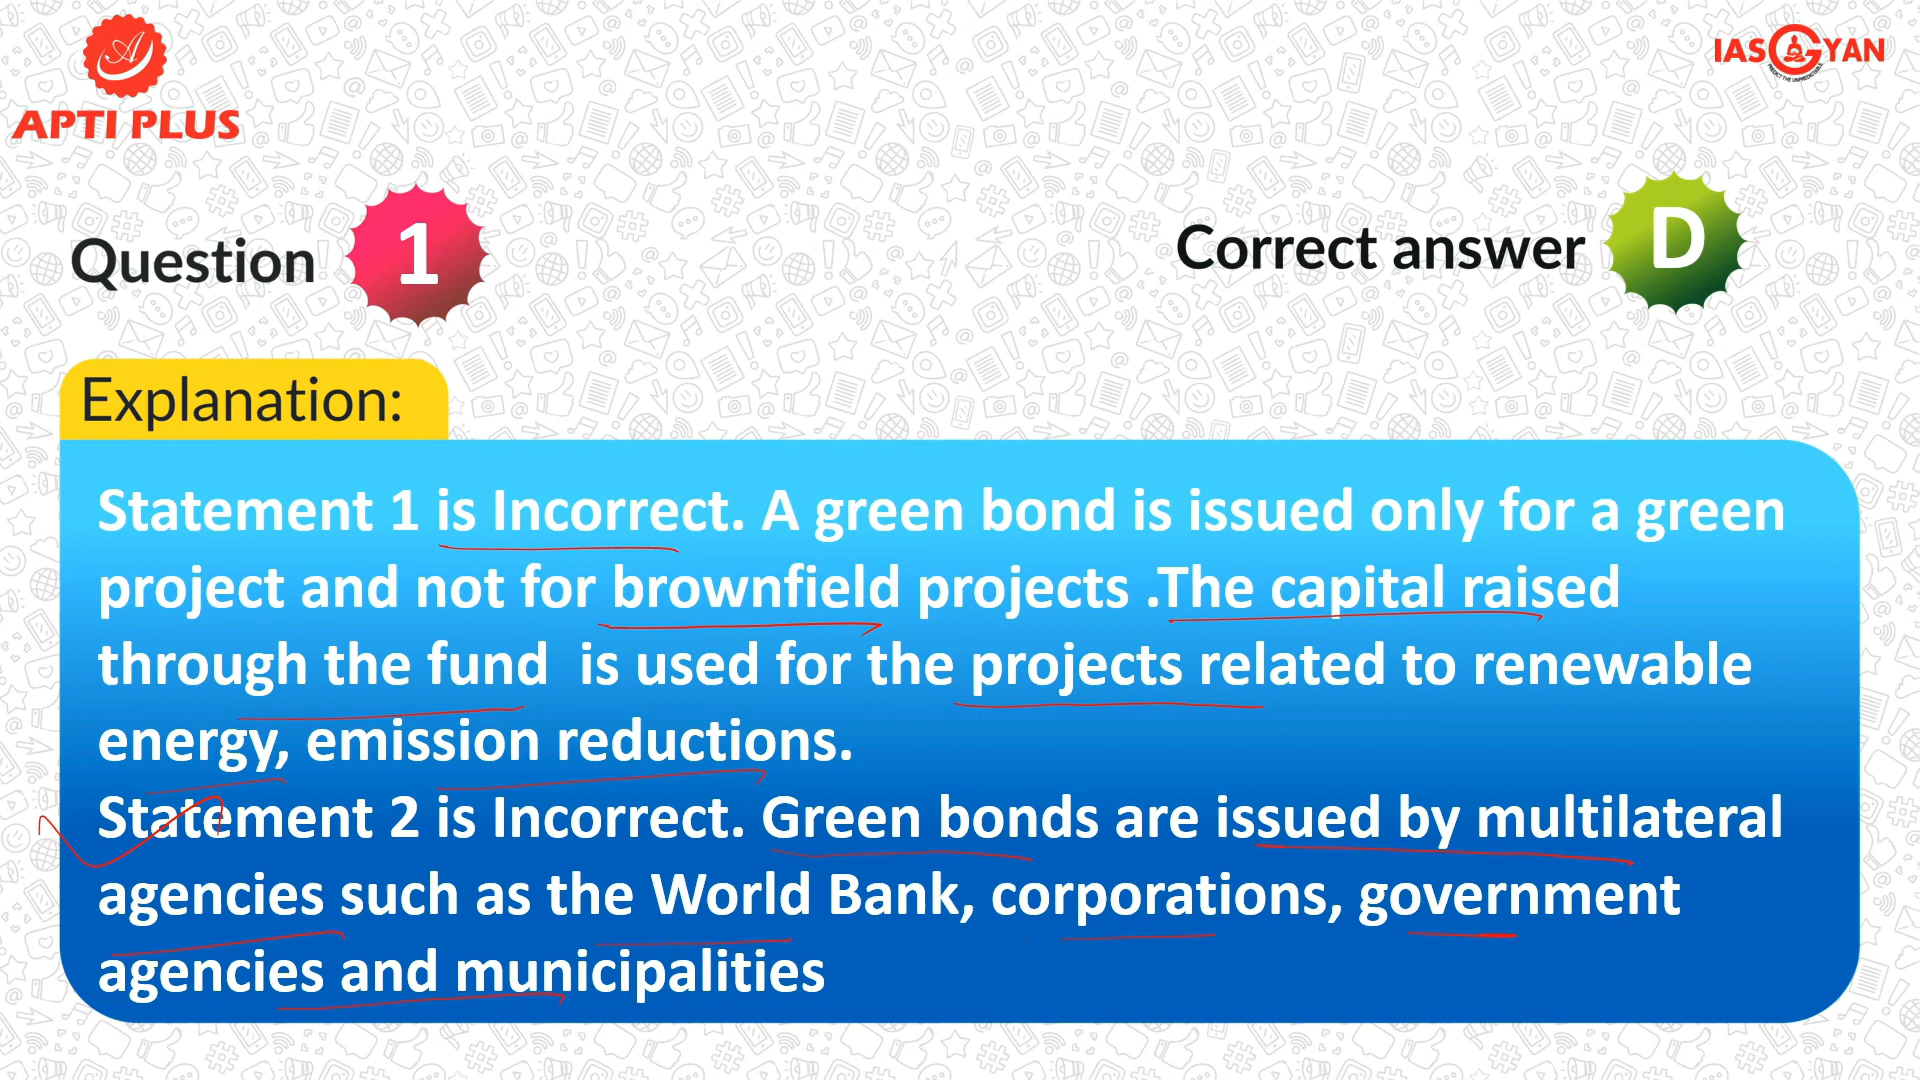 APTI PLUS
IASGYAN
PREDICT THE UNPREDICTABLE
Question 1
Correct answer D
Explanation:
Statement 1 is Incorrect. A green bond is issued only for a green
project and not for brownfield projects .The capital raised
through the fund  is used for the projects related to renewable
energy, emission reductions.
Statement 2 is Incorrect. Green bonds are issued by multilateral
agencies such as the World Bank, corporations, government
agencies and municipalities